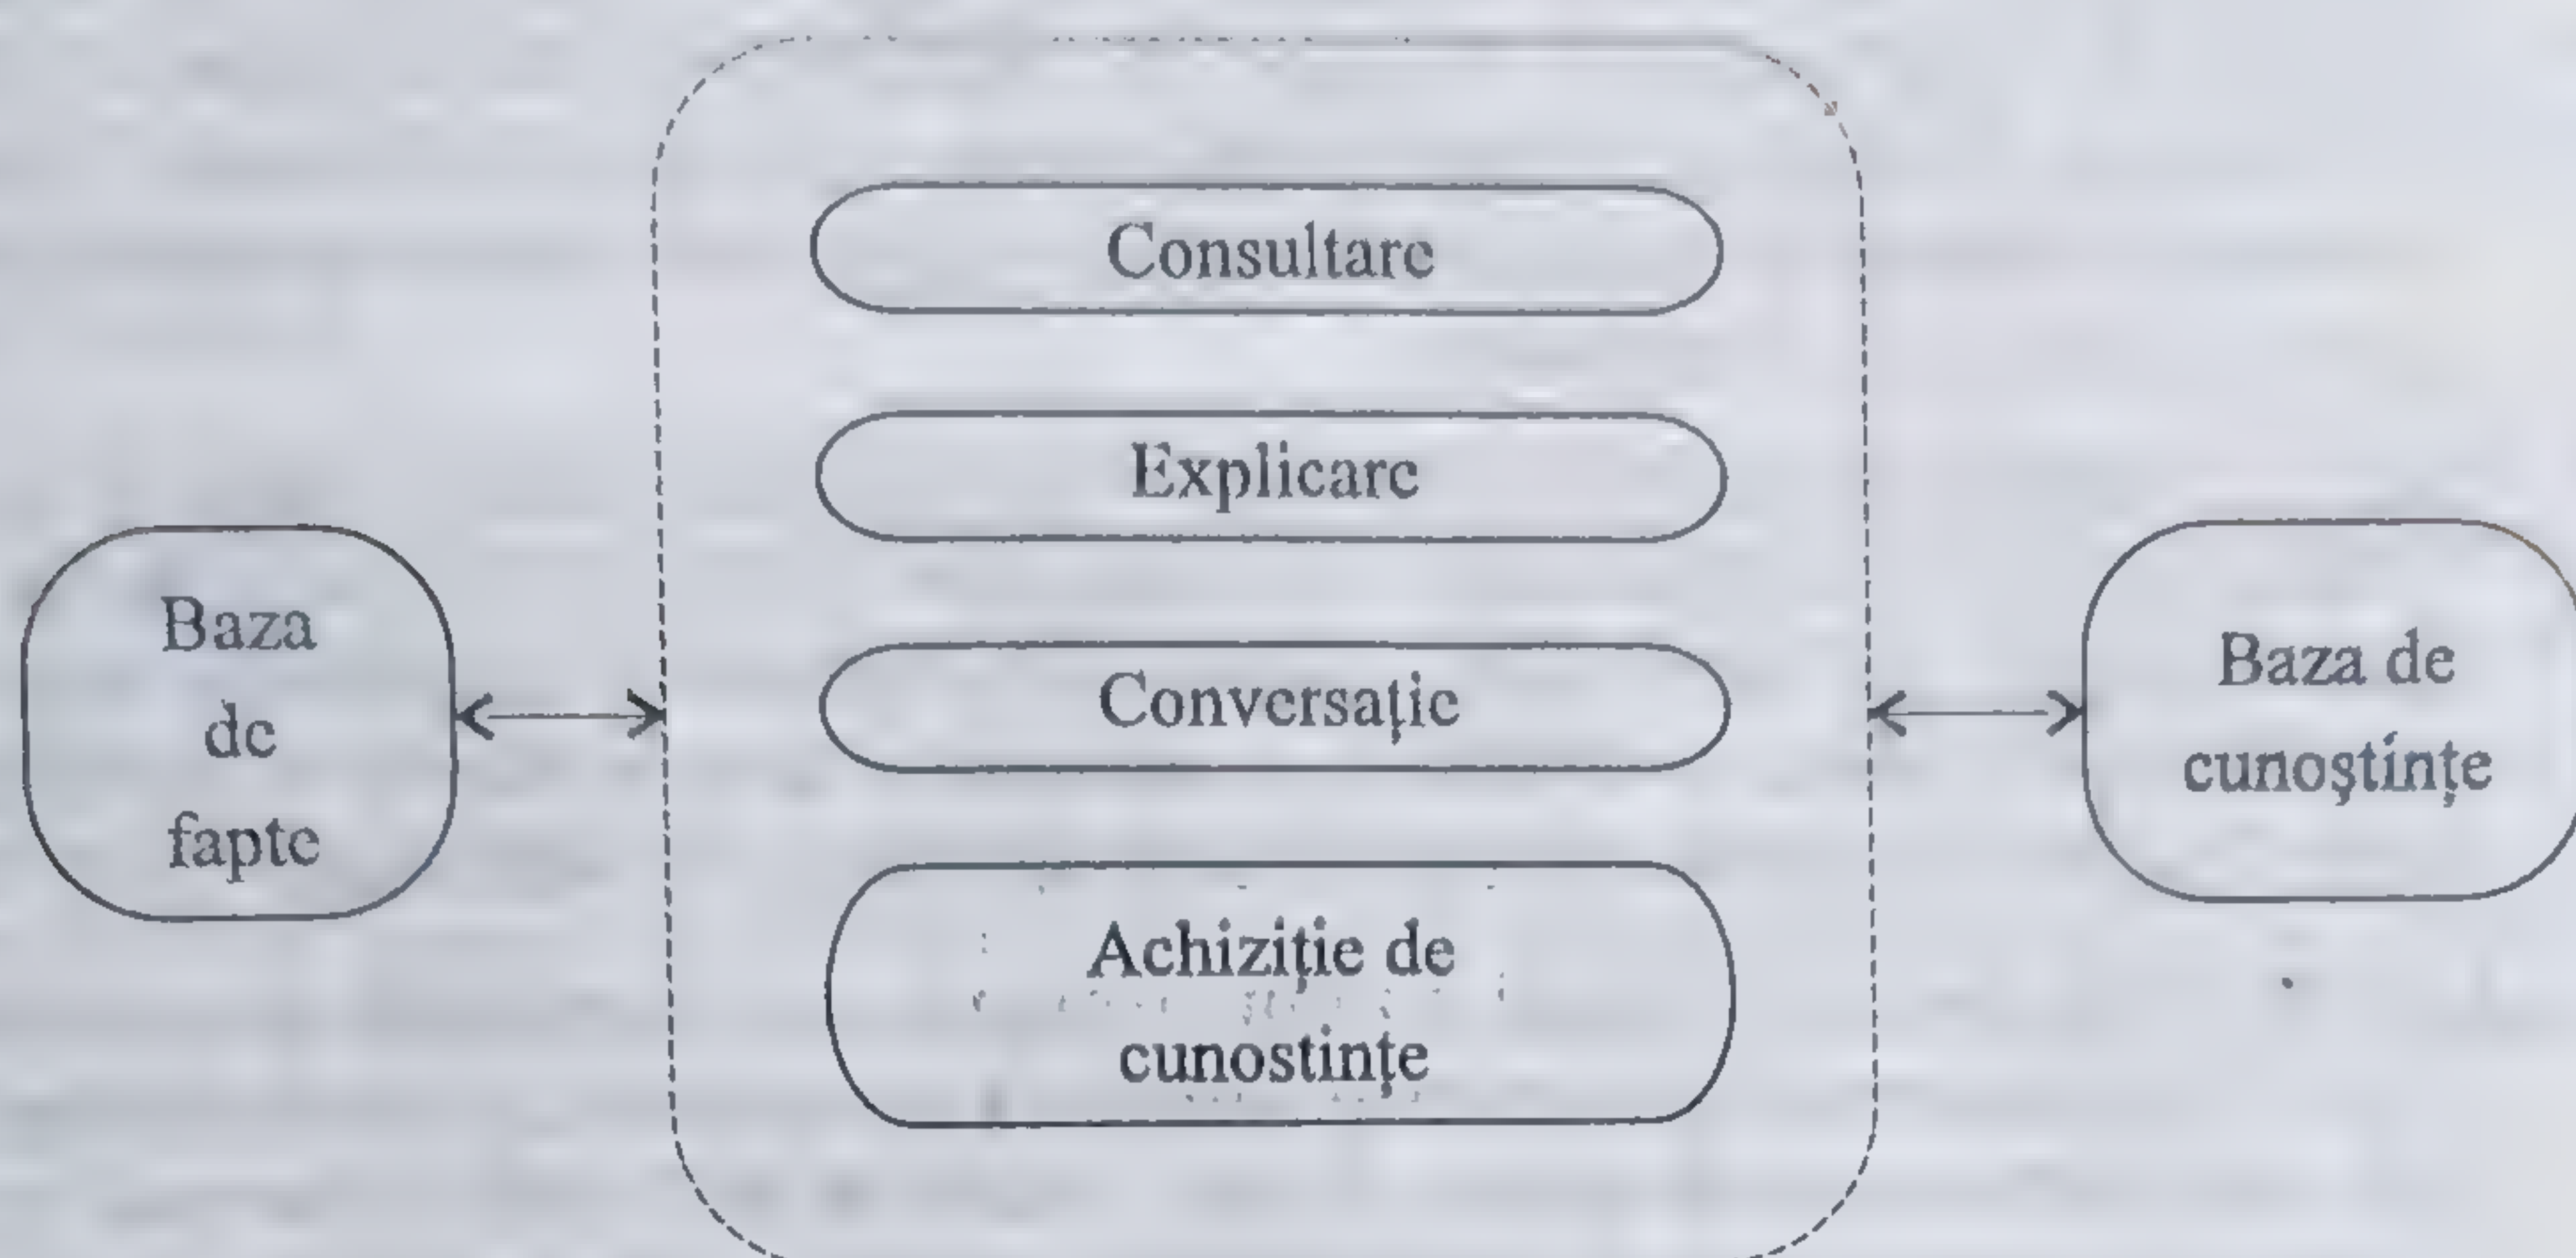 Consultare
Explicare
Conversaţie
Achiziţie de
cunostinţe
Baza
de
fapte
Baza de
cunoştinţe